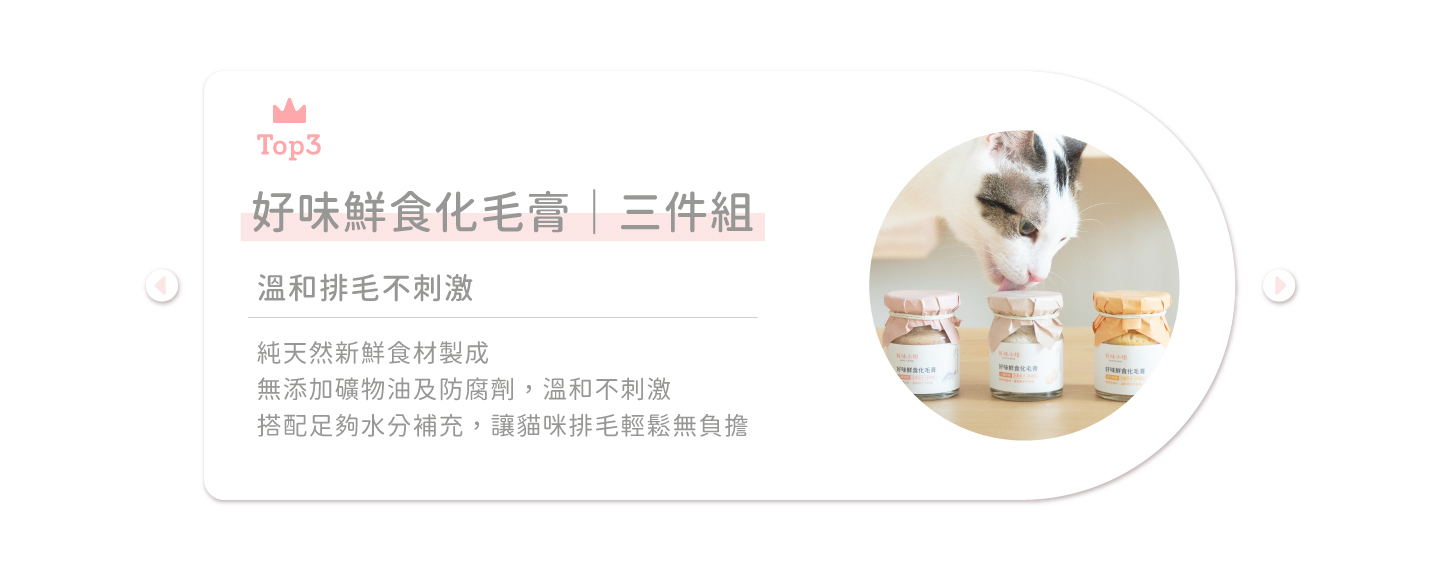 Top3
好味鮮食化毛膏｜三件組
溫和排毛不刺激
純天然新鮮食材製成
無添加礦物油及防腐劑，溫和不刺激
搭配足夠水分補充，讓貓咪排毛輕鬆無負擔
好味鮮食化毛膏
好味鮮食化毛膏
好味鮮食化毛膏